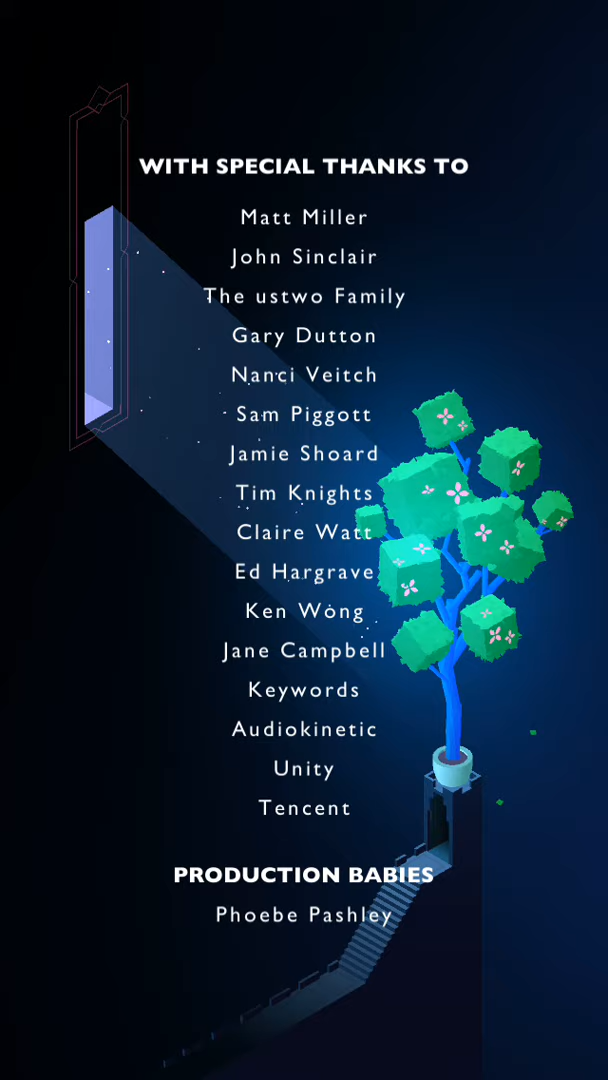 WITH SPECIAL THANKS TO
Matt Miller
John Sinclair
The ustwo Family
Gary Dutton
Nanci Veitch
Sam Piggott
Jamie Shoard
Tim Knights
Claire Watt
Ed Hargrave
Ken Wong
Jane Campbell
Keywords
Audiokinetic
Unity
Tencent
PRODUCTION BABIES
Phoebe Pashley